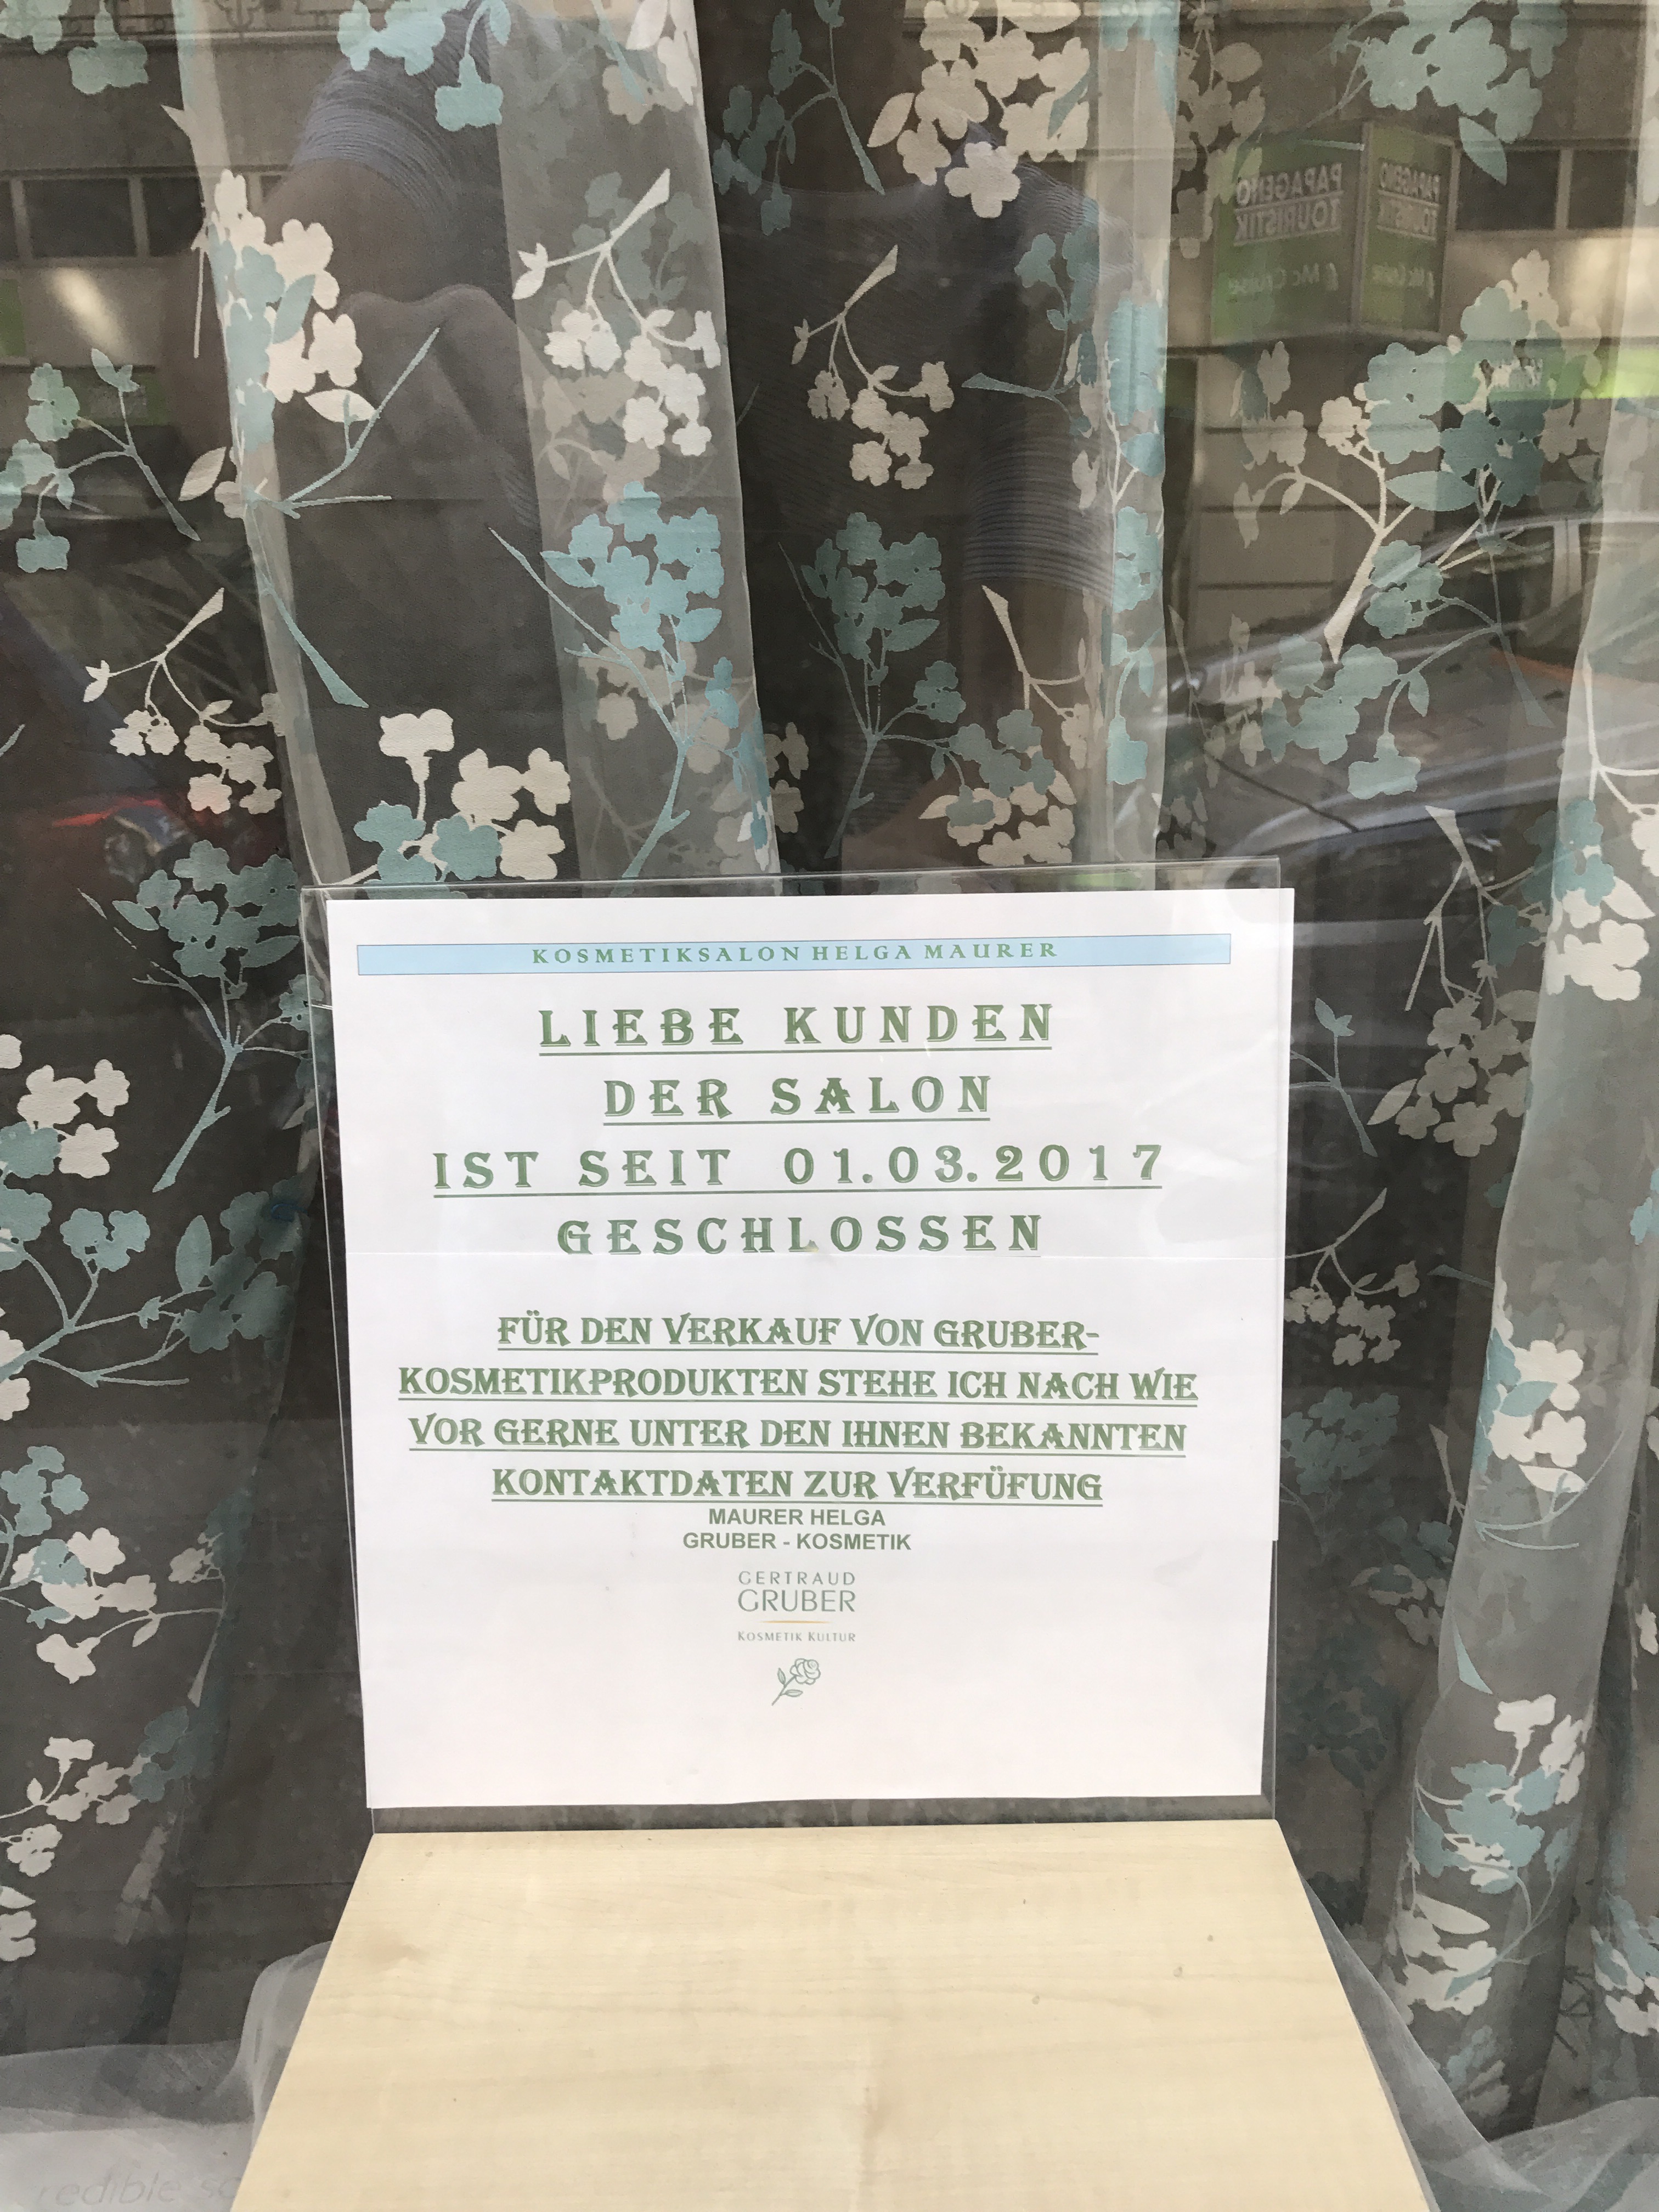 PAPAGENO
TOURISTIK
McCruise
PAPAGENO
TOURISTIK
KOSMETIKSALON HELGA MAURER
LIEBE KUNDEN
DER SALON
IST SEIT 01.03.2017
GESCHLOSSEN
FÜR DEN VERKAUF VON GRUBER-
KOSMETIKPRODUKTEN STEHE ICH NACH WIE
VOR GERNE UNTER DEN IHNEN BEKANNTEN
KONTAKTDATEN ZUR VERFÜFUNG
MAURER HELGA
GRUBER - KOSMETIK
GERTRAUD
GRUBER
KOSMETIK KULTUR